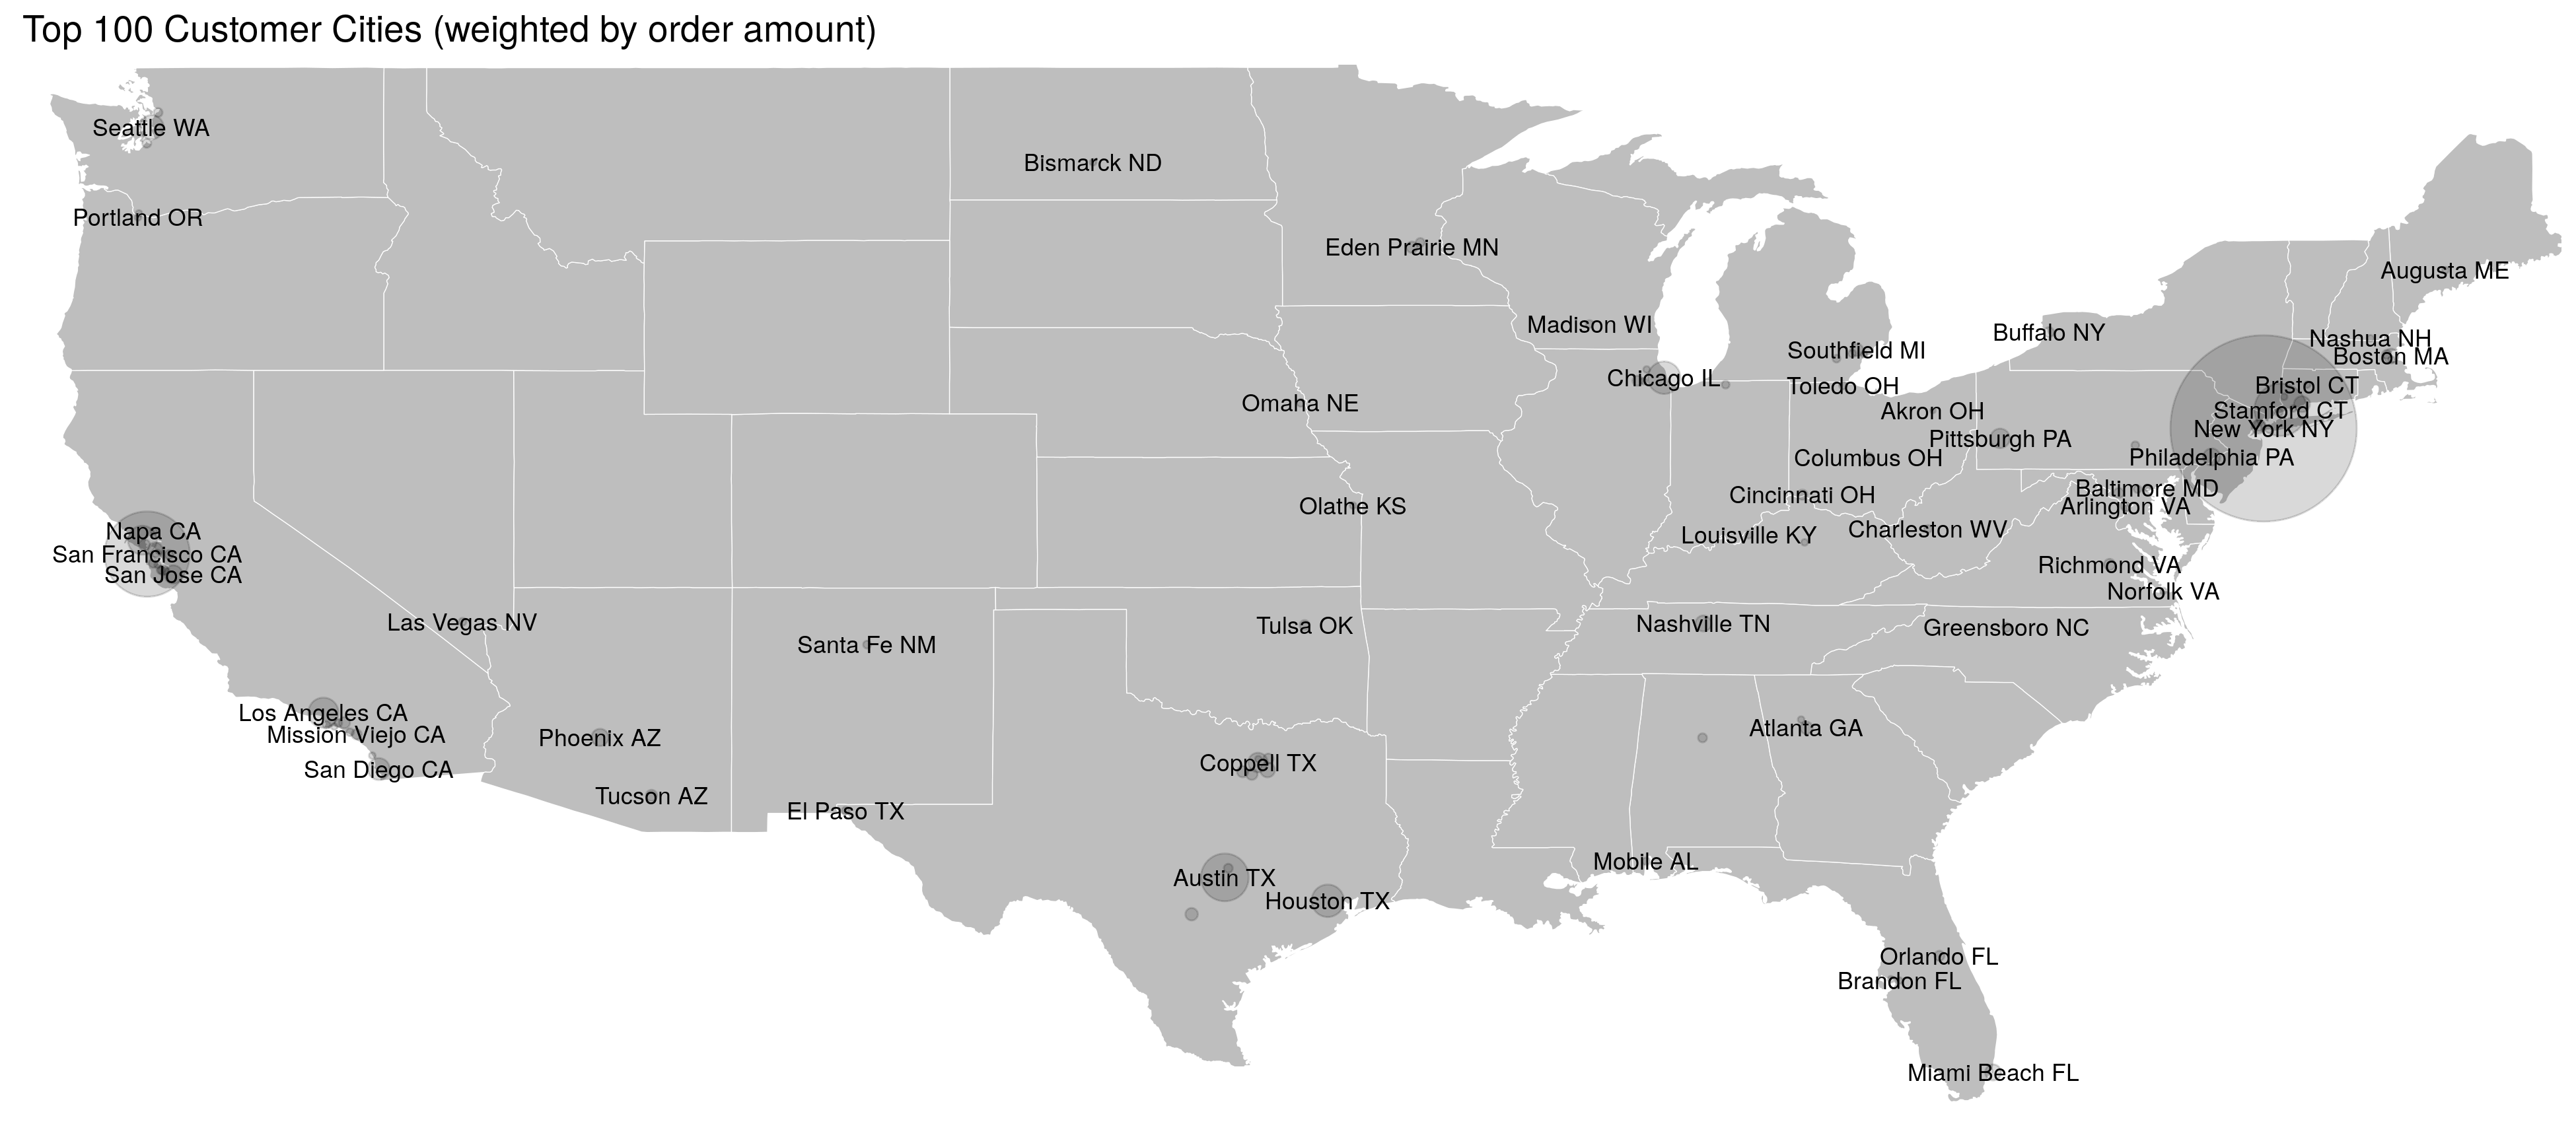 Top 100 Customer Cities (weighted by order amount)
Seattle WA
Bismarck ND
Portland OR
Eden Prairie MN
Augusta ME
Madison WI
Buffalo NY
Nashua NH
Southfield MI
Boston MA
Chicago IL
Toledo OH
Bristol CT
Omaha NE
Akron OH
Stamford CT
New York NY
Pittsburgh PA
Columbus OH
Philadelphia PA
Baltimore MD
Cincinnati OH
Olathe KS
Arlington VA
Napa CA
Charleston WV
Louisville KY
San Francisco CA
Richmond VA
San Jose CA
Norfolk VA
Las Vegas NV
Nashville TN
Tulsa OK
Greensboro NC
Santa Fe NM
Los Angeles CA
Atlanta GA
Mission Viejo CA
Phoenix AZ
Coppell TX
San Diego CA
Tucson AZ
El Paso TX
Mobile AL
Austin TX
Houston TX
Orlando FL
Brandon FL
Miami Beach FL